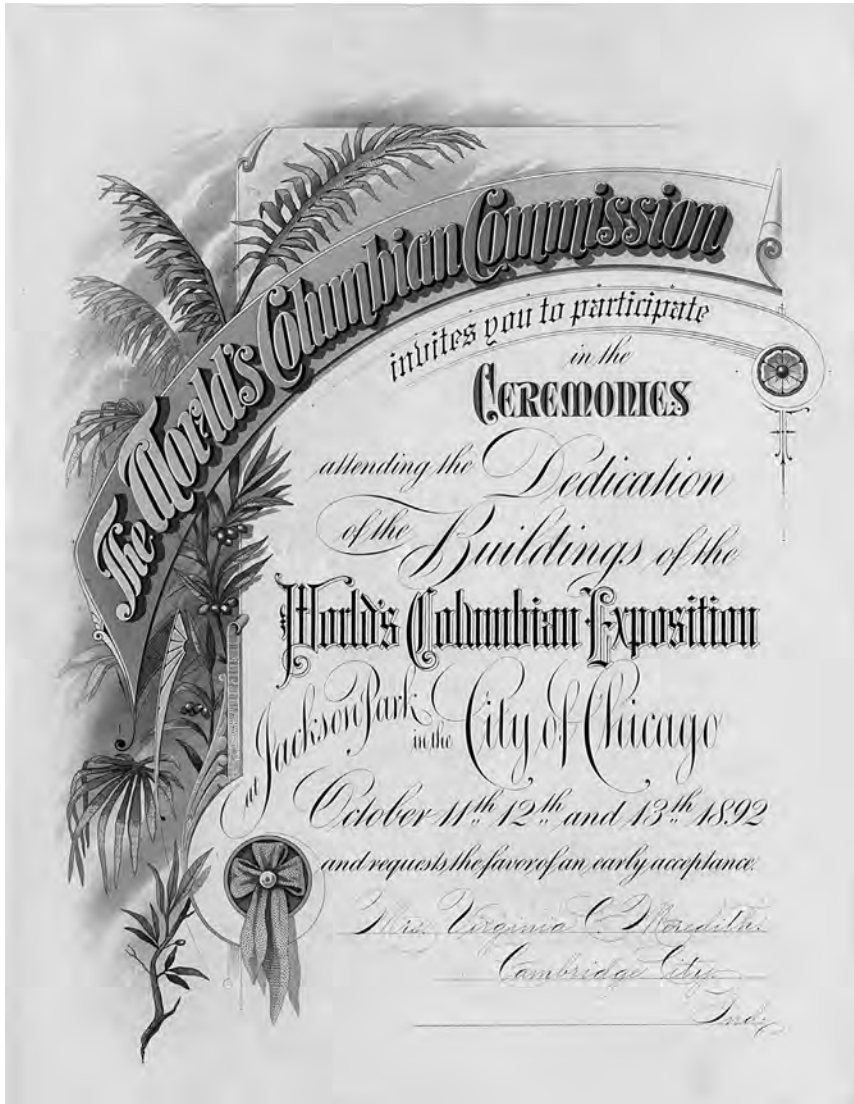 The World's Columbian Commission
invites you to participate
in the
CEREMONIES
attending the Dedication
of the Buildings of the
World's Columbian Exposition
at Jackson Park in the City of Chicago
October 11th 12th and 13th 1892
and requests the favor of an early acceptance.
Mrs. Virginia C. Meredith.
Cambridge City
Ind.